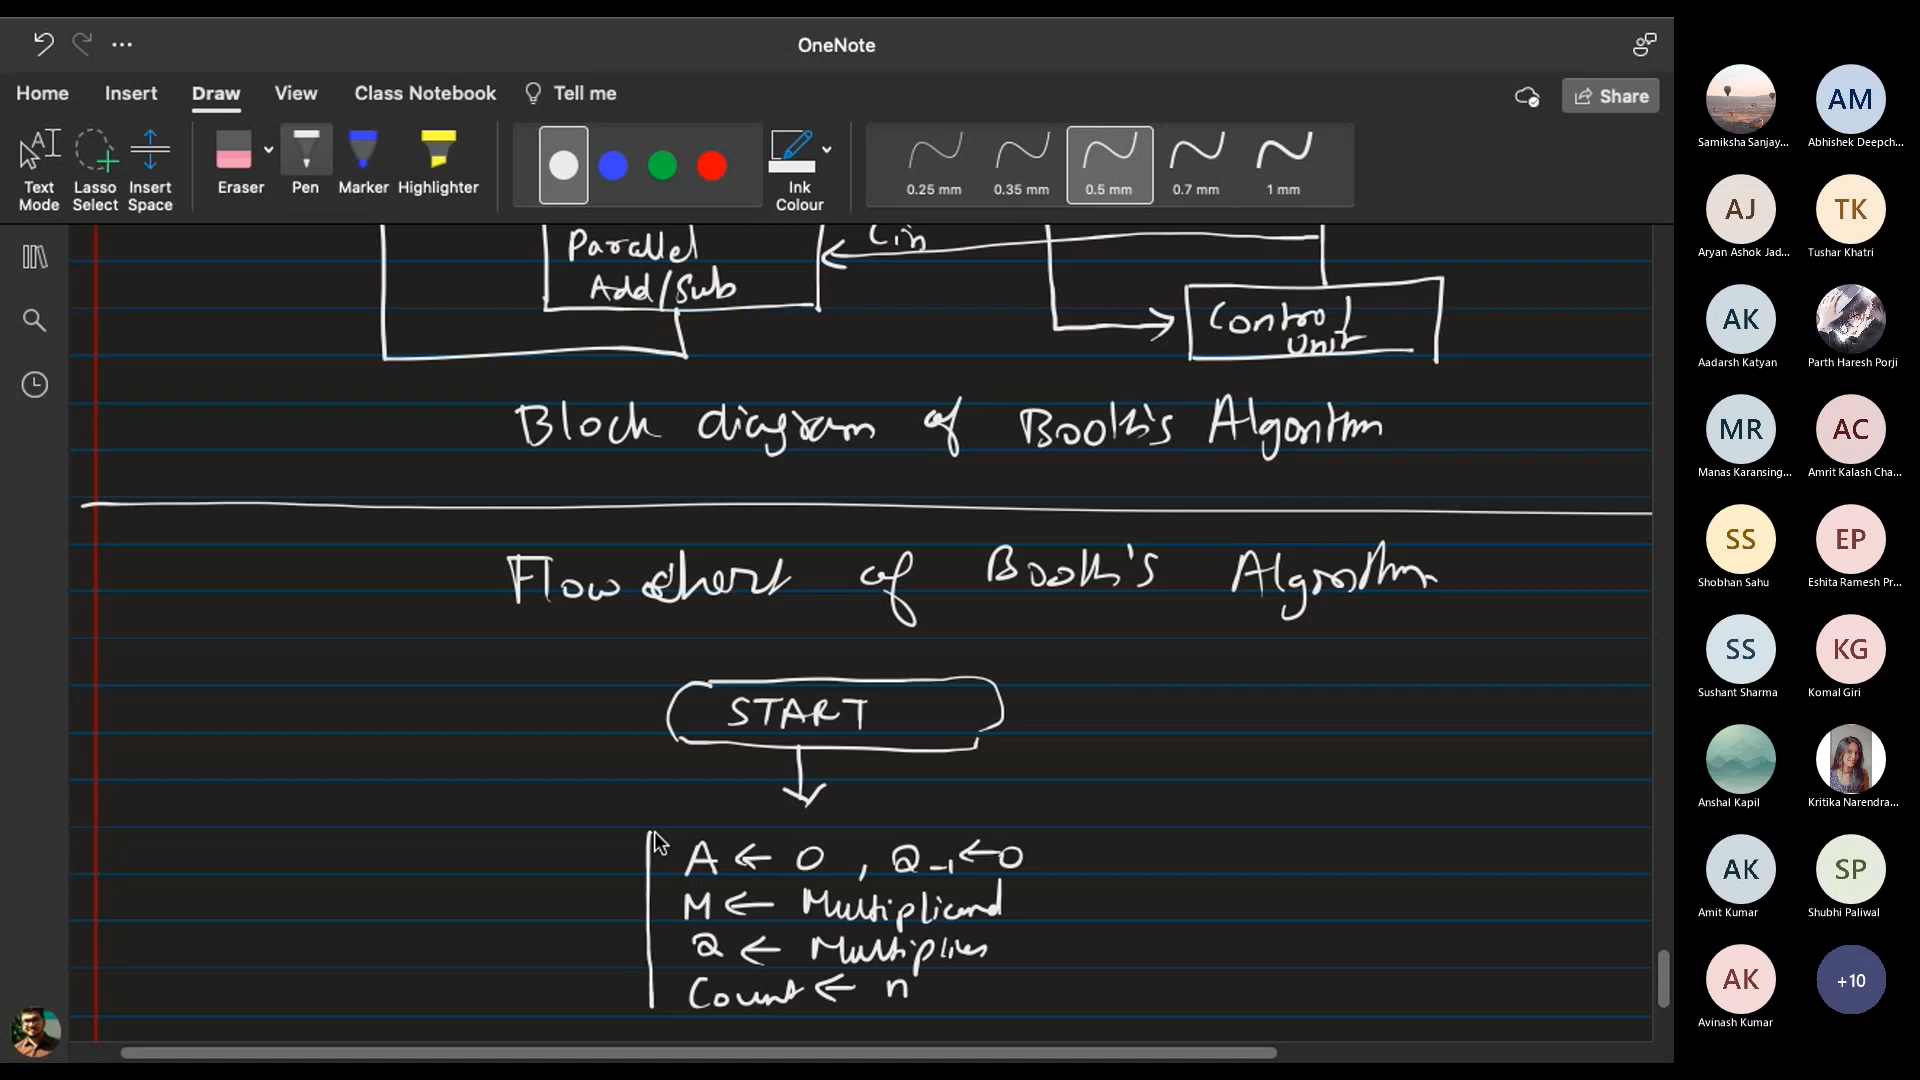 OneNote
Home Insert Draw View Class Notebook Tell me
Share
Text Mode
Lasso Select
Insert Space
Eraser
Pen
Marker
Highlighter
Ink Colour
0.25 mm
0.35 mm
0.5 mm
0.7 mm
1 mm
Parallel
Add/Sub
Cin
Control
Unit
Block diagram of Booth's Algorithm
Flow chart of Booth's Algorithm
START
A ← 0 , Q₋₁ ← 0
M ← Multiplicand
Q ← Multiplier
Count ← n
Samiksha Sanjay...
AM
Abhishek Deepch...
AJ
Aryan Ashok Jad...
TK
Tushar Khatri
AK
Aadarsh Katyan
Parth Haresh Porji
MR
Manas Karansing...
AC
Amrit Kalash Cha...
SS
Shobhan Sahu
EP
Eshita Ramesh Pr...
SS
Sushant Sharma
KG
Komal Giri
Anshal Kapil
Kritika Narendra...
AK
Amit Kumar
SP
Shubhi Paliwal
AK
Avinash Kumar
+10